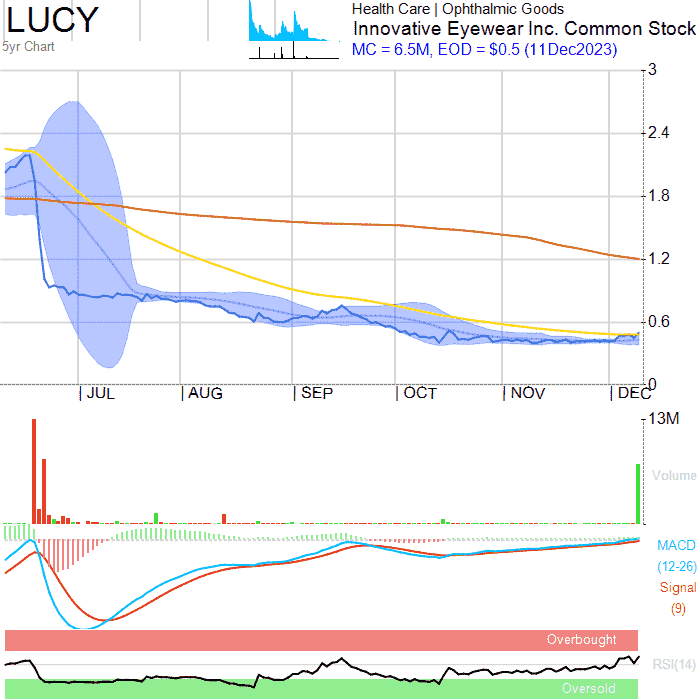 LUCY
5yr Chart
Health Care | Ophthalmic Goods
Innovative Eyewear Inc. Common Stock
MC = 6.5M, EOD = $0.5 (11Dec2023)
3
2.4
1.8
1.2
0.6
0
JUL
AUG
SEP
OCT
NOV
DEC
13M
Volume
MACD
(12-26)
Signal
(9)
Overbought
RSI(14)
Oversold